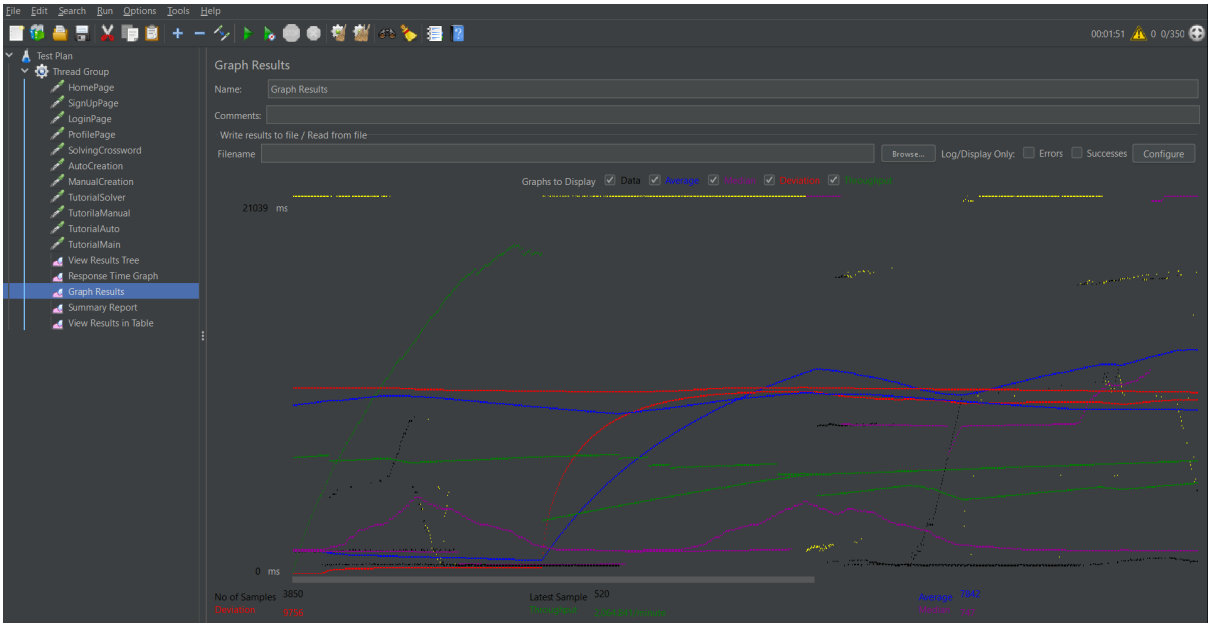 File Edit Search Run Options Tools Help
00:01:51 0 0/350
Test Plan
Thread Group
HomePage
SignUpPage
LoginPage
ProfilePage
SolvingCrossword
AutoCreation
ManualCreation
TutorialSolver
TutorilaManual
TutorialAuto
TutorialMain
View Results Tree
Response Time Graph
Graph Results
Summary Report
View Results in Table
Graph Results
Name: Graph Results
Comments:
Write results to file / Read from file
Filename Browse... Log/Display Only: Errors Successes Configure
Graphs to Display Data Average Median Deviation Throughput
21039 ms
0 ms
No of Samples 3850 Latest Sample 520 Average 7842
Deviation 9756 Throughput